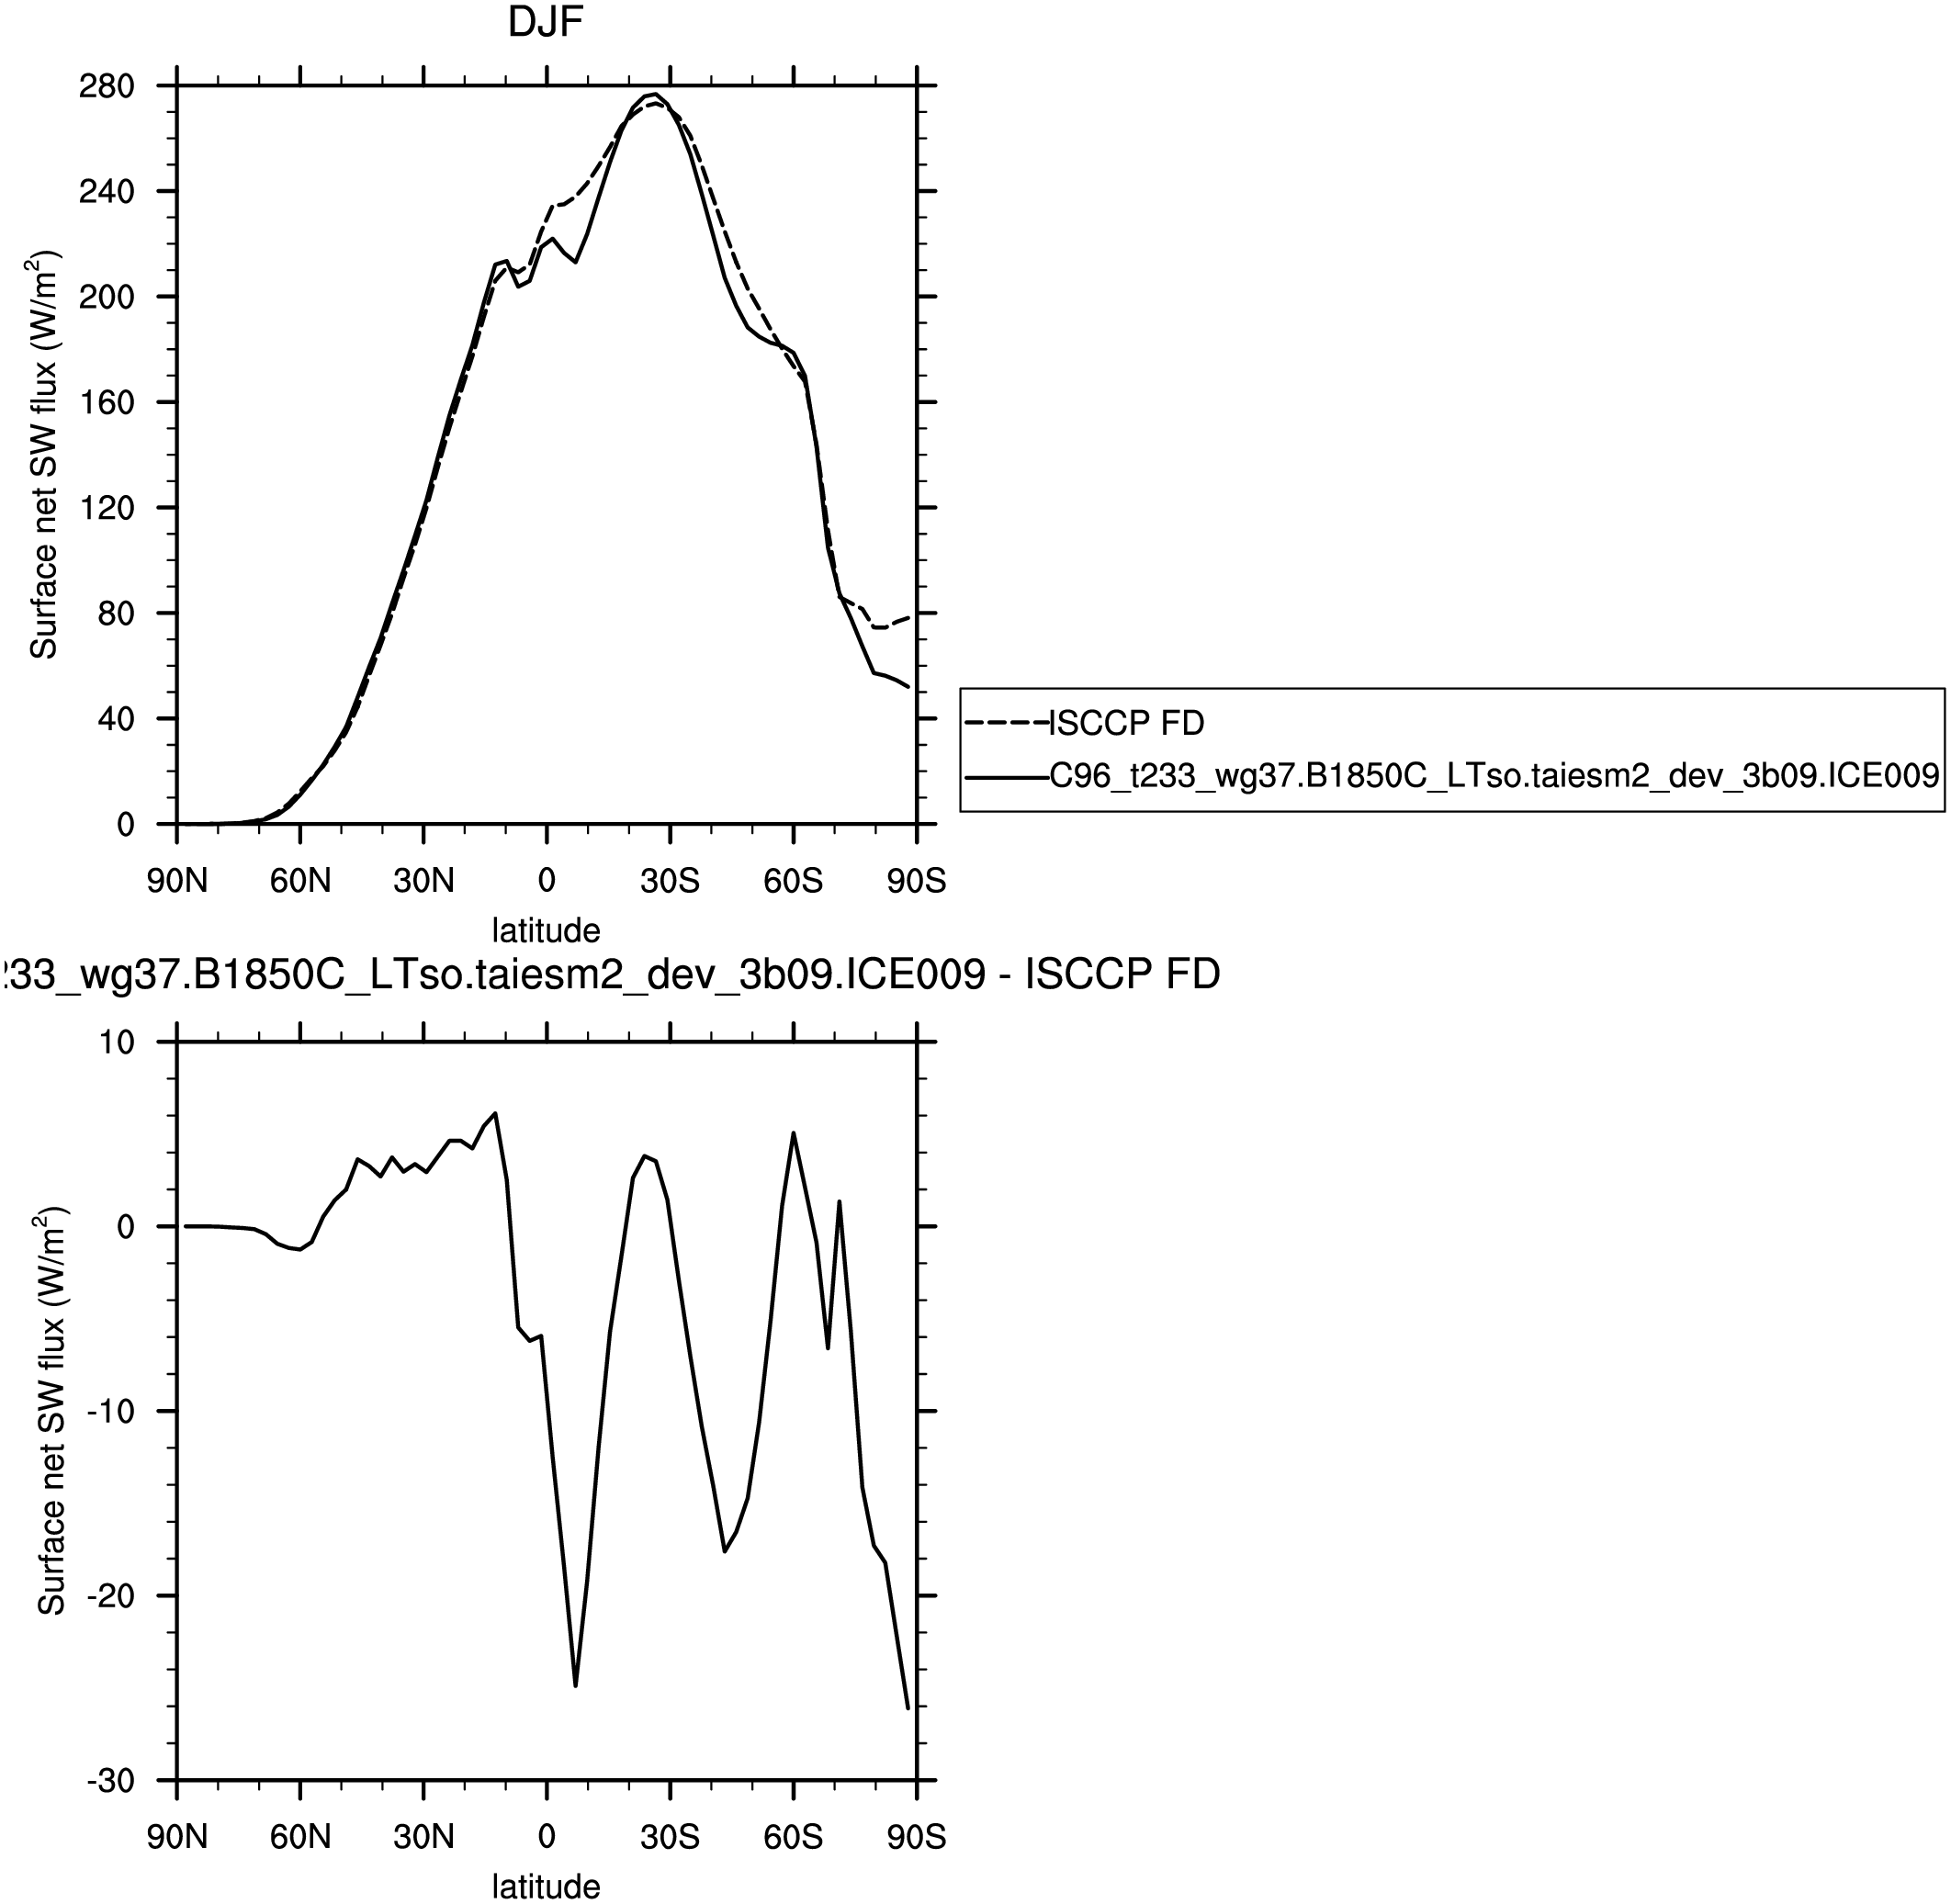 DJF
280
240
200
160
120
80
40
0
Surface net SW flux (W/m2)
90N 60N 30N 0 30S 60S 90S
latitude
ISCCP FD
C96_t233_wg37.B1850C_LTso.taiesm2_dev_3b09.ICE009
33_wg37.B1850C_LTso.taiesm2_dev_3b09.ICE009 - ISCCP FD
10
0
-10
-20
-30
Surface net SW flux (W/m2)
90N 60N 30N 0 30S 60S 90S
latitude